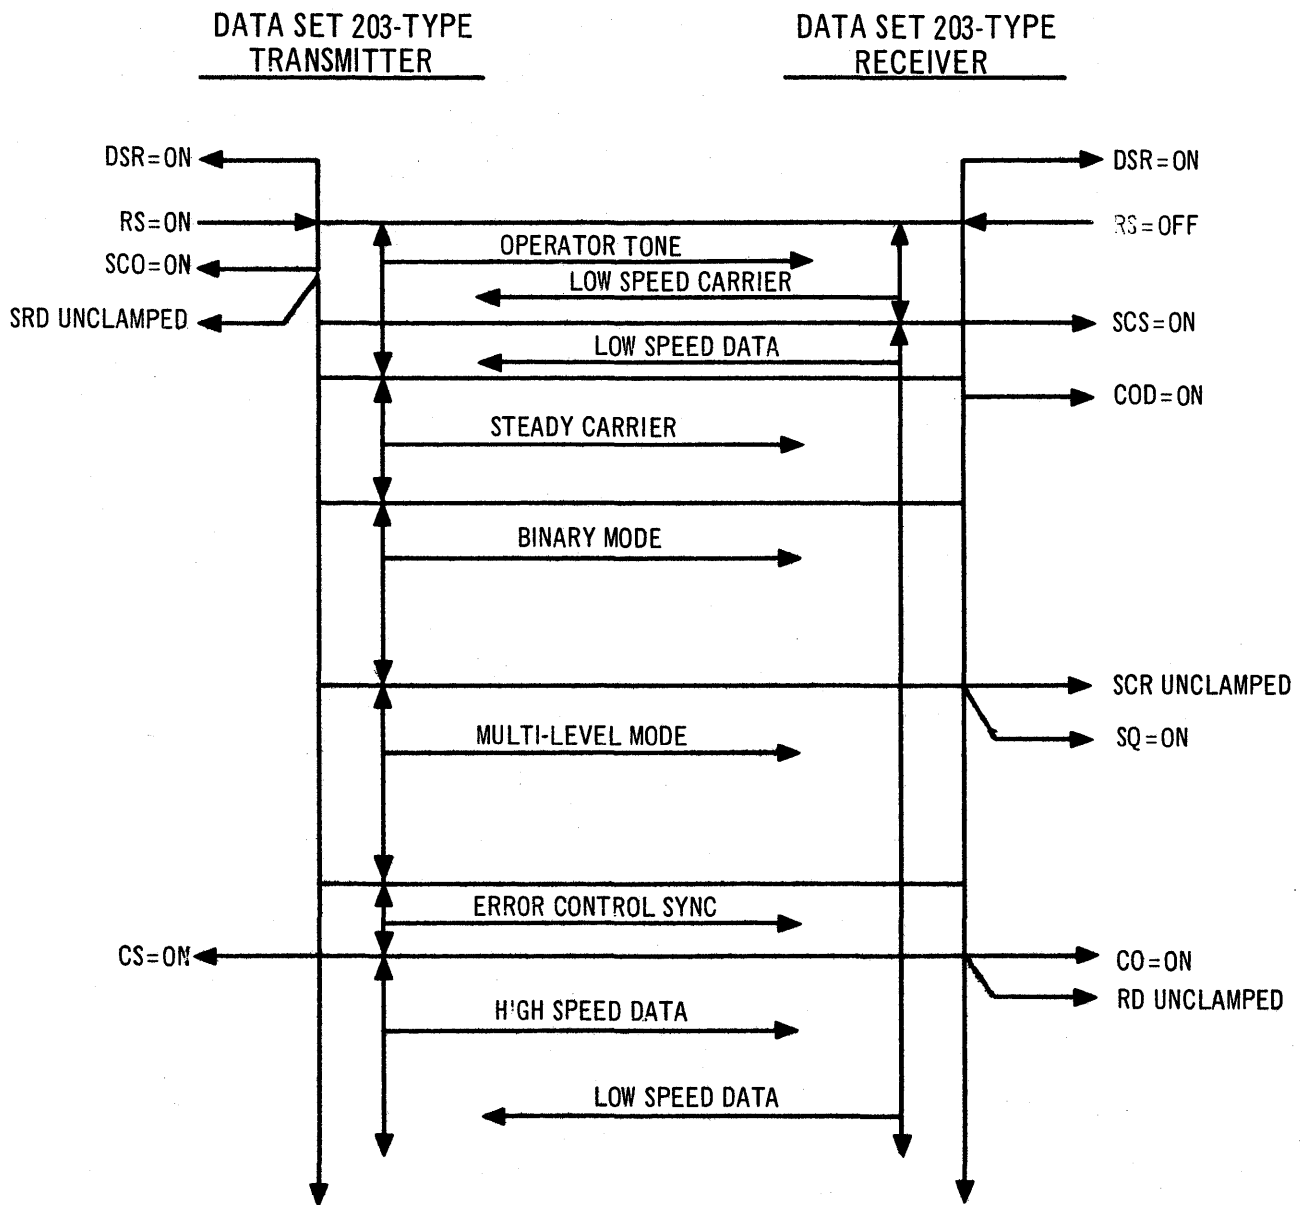 DATA SET 203-TYPE
TRANSMITTER
DATA SET 203-TYPE
RECEIVER
DSR=ON
DSR=ON
RS=ON
RS=OFF
OPERATOR TONE
SCO=ON
LOW SPEED CARRIER
SRD UNCLAMPED
SCS=ON
LOW SPEED DATA
COD=ON
STEADY CARRIER
BINARY MODE
SCR UNCLAMPED
MULTI-LEVEL MODE
SQ=ON
ERROR CONTROL SYNC
CS=ON
CO=ON
RD UNCLAMPED
HIGH SPEED DATA
LOW SPEED DATA